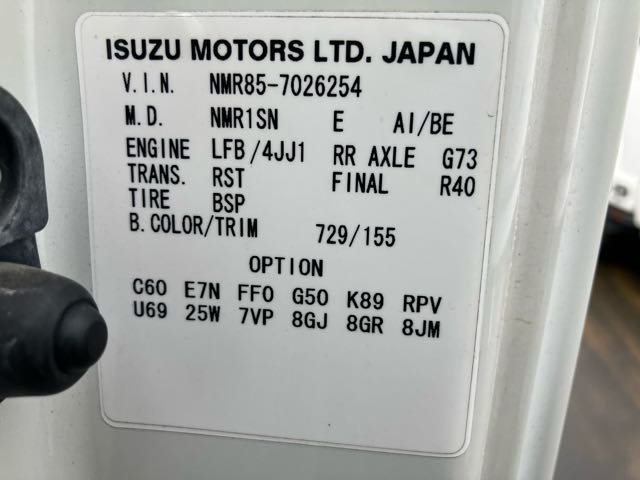 ISUZU MOTORS LTD. JAPAN
V.I.N. NMR85-7026254
M.D. NMR1SN E AI/BE
ENGINE LFB/4JJ1 RR AXLE G73
TRANS. RST FINAL R40
TIRE BSP
B.COLOR/TRIM 729/155
OPTION
C60 E7N FF0 G50 K89 RPV
U69 25W 7VP 8GJ 8GR 8JM